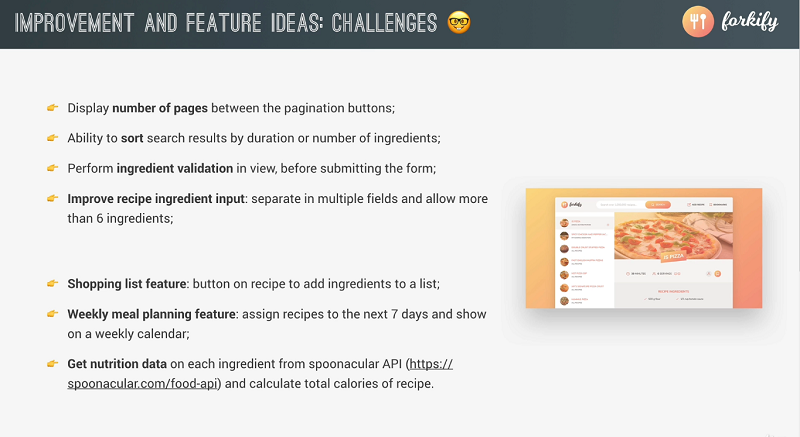 IMPROVEMENT AND FEATURE IDEAS: CHALLENGES 🤓
forkify
👉 Display number of pages between the pagination buttons;
👉 Ability to sort search results by duration or number of ingredients;
👉 Perform ingredient validation in view, before submitting the form;
👉 Improve recipe ingredient input: separate in multiple fields and allow more
than 6 ingredients;
👉 Shopping list feature: button on recipe to add ingredients to a list;
👉 Weekly meal planning feature: assign recipes to the next 7 days and show
on a weekly calendar;
👉 Get nutrition data on each ingredient from spoonacular API (https://
spoonacular.com/food-api) and calculate total calories of recipe.
forkify
PIZZA
RECIPE INGREDIENTS